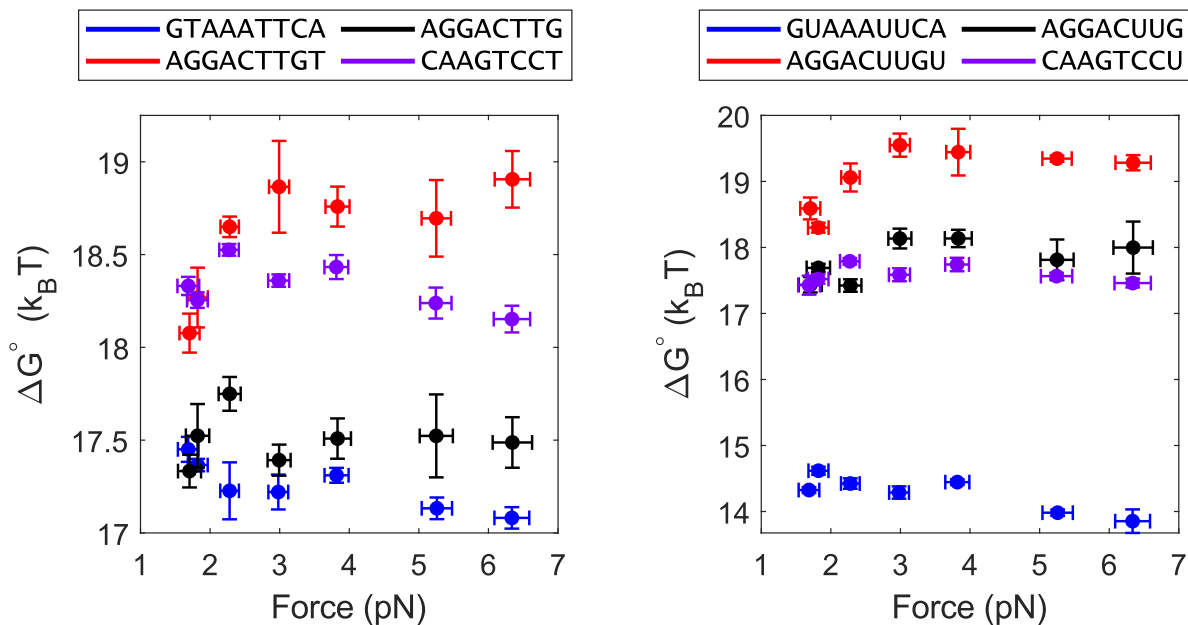 GTAAATTCA AGGACTTG
AGGACTTGT CAAGTCCT
19
18.5
18
17.5
17
ΔG° (k_BT)
1 2 3 4 5 6 7
Force (pN)
GUAAAUUCA AGGACUUG
AGGACUUGU CAAGTCCU
20
19
18
17
16
15
14
ΔG° (k_BT)
1 2 3 4 5 6 7
Force (pN)